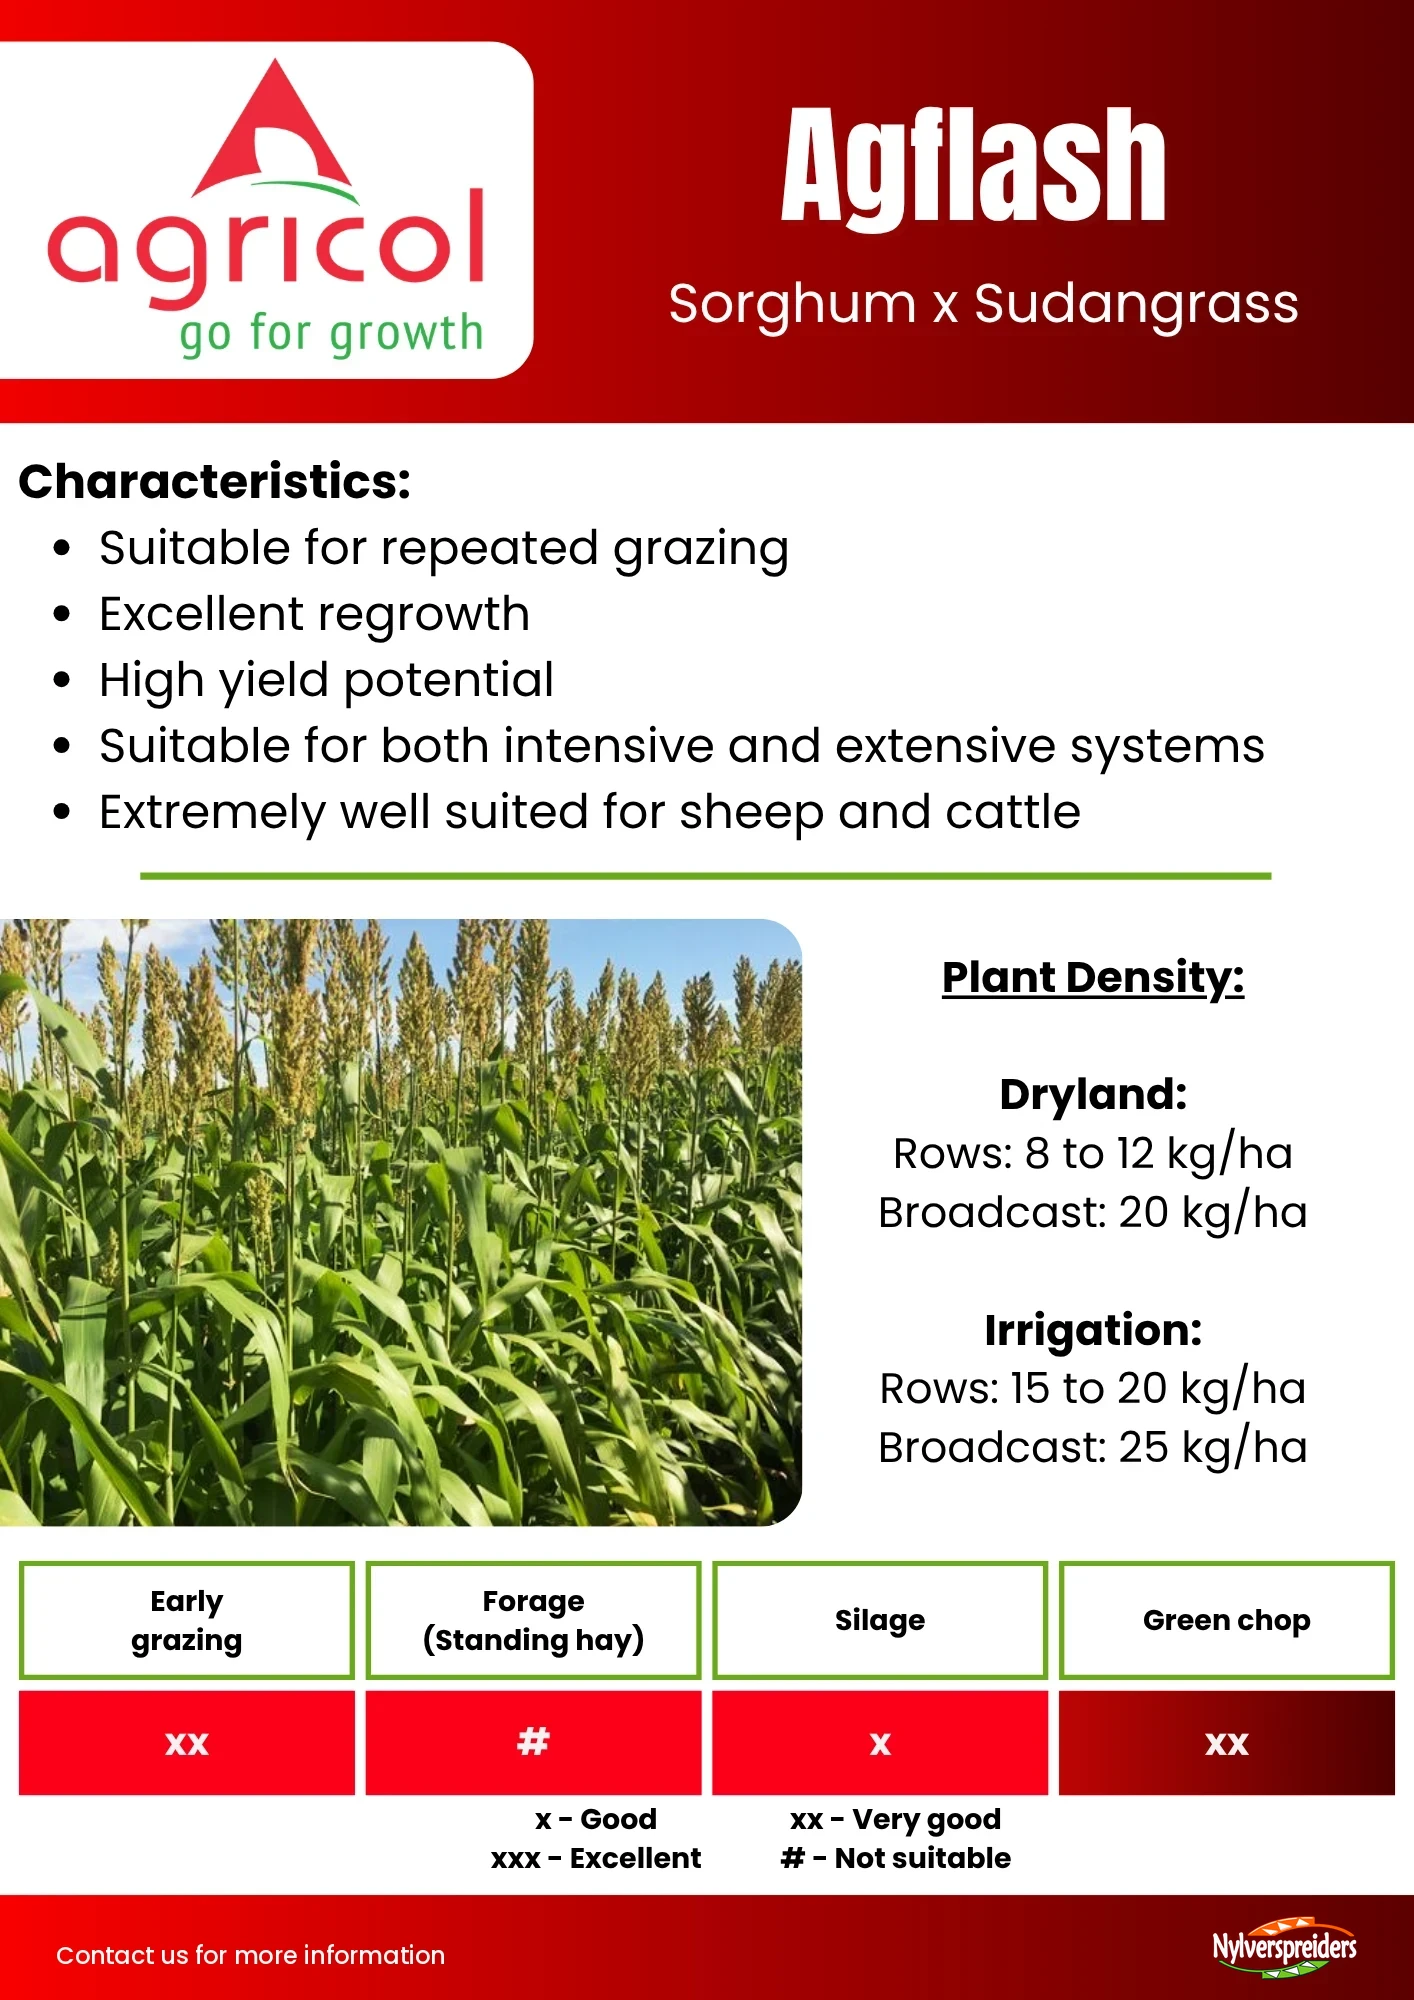 agricol
go for growth
Agflash
Sorghum x Sudangrass
Characteristics:
• Suitable for repeated grazing
• Excellent regrowth
• High yield potential
• Suitable for both intensive and extensive systems
• Extremely well suited for sheep and cattle
Plant Density:
Dryland:
Rows: 8 to 12 kg/ha
Broadcast: 20 kg/ha
Irrigation:
Rows: 15 to 20 kg/ha
Broadcast: 25 kg/ha
Early
grazing
Forage
(Standing hay)
Silage
Green chop
xx
#
x
xx
x - Good
xx - Very good
xxx - Excellent
# - Not suitable
Contact us for more information
Nylverspreiders